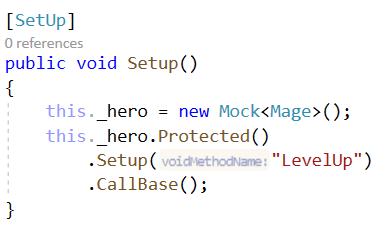 [SetUp]
0 references
public void Setup()
{
this._hero = new Mock<Mage>();
this._hero.Protected()
.Setup(voidMethodName:"LevelUp")
.CallBase();
}